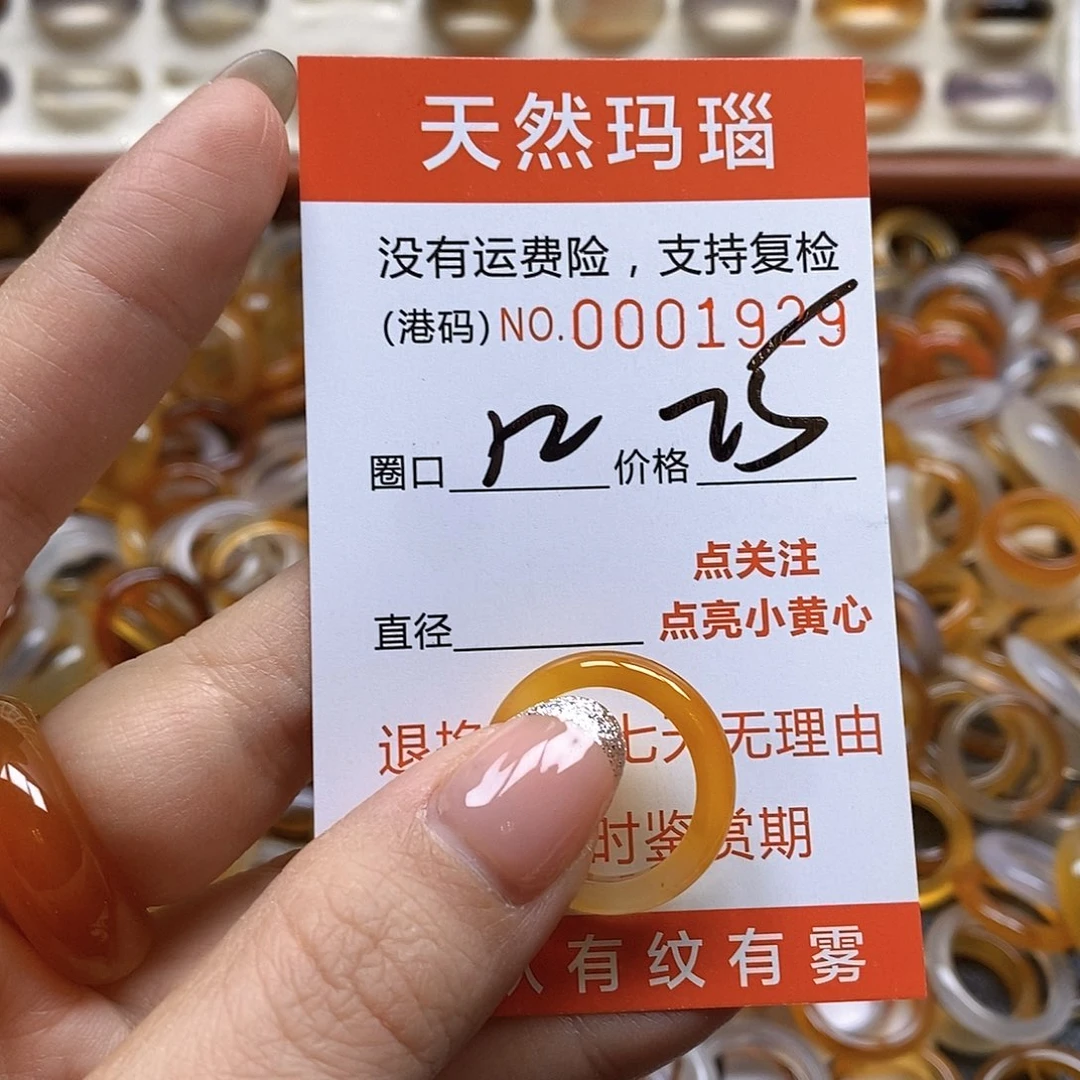 天然玛瑙
没有运费险，支持复检
(港码) NO.0001929
圈口 12 价格 25
点关注
点亮小黄心
直径
退换 七天无理由
时鉴赏期
有纹有雾